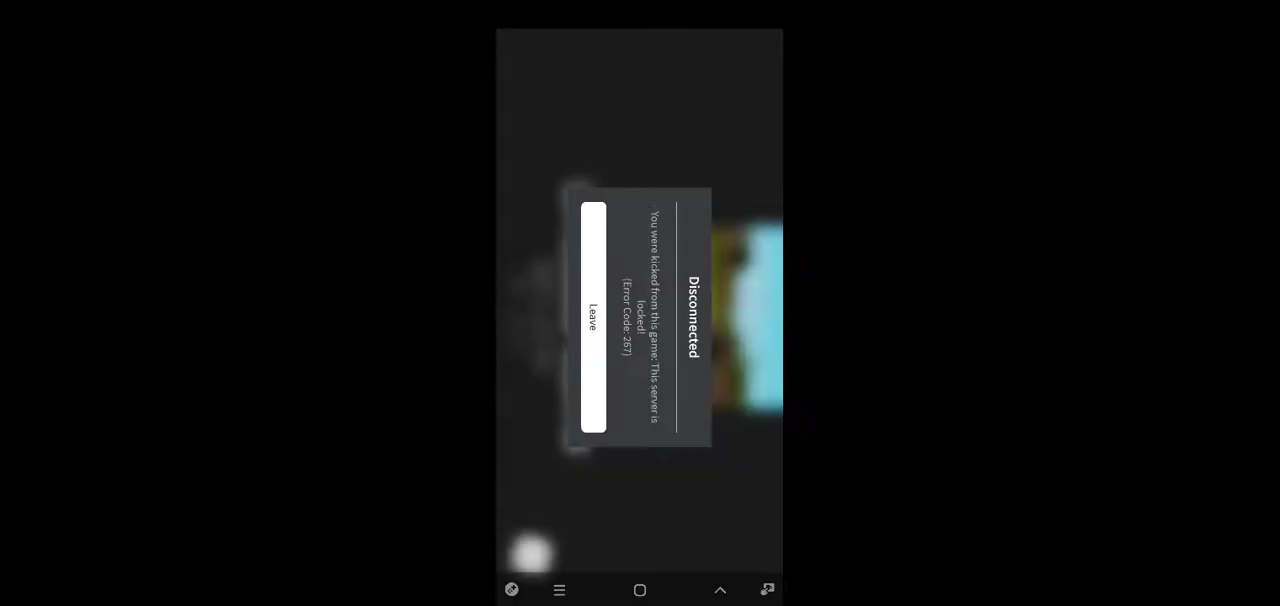 Disconnected
You were kicked from this game: This server is
locked!
(Error Code: 267)
Leave